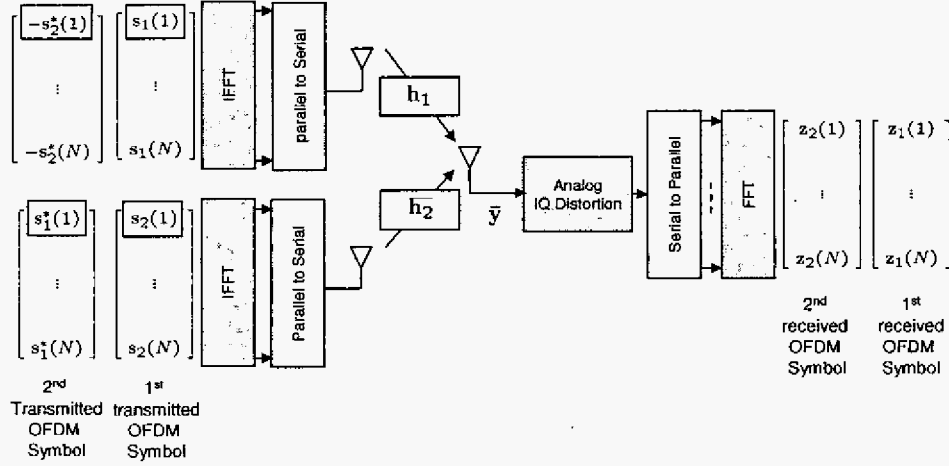 -s₂*(1)
s₁(1)
⋮
⋮
-s₂*(N)
s₁(N)
IFFT
parallel to Serial
h₁
s₁*(1)
s₂(1)
⋮
⋮
s₁*(N)
s₂(N)
IFFT
Parallel to Serial
h₂
ȳ
Analog
IQ Distortion
Serial to Parallel
FFT
z₂(1)
z₁(1)
⋮
⋮
z₂(N)
z₁(N)
2nd
received
OFDM
Symbol
1st
received
OFDM
Symbol
2nd
Transmitted
OFDM
Symbol
1st
transmitted
OFDM
Symbol